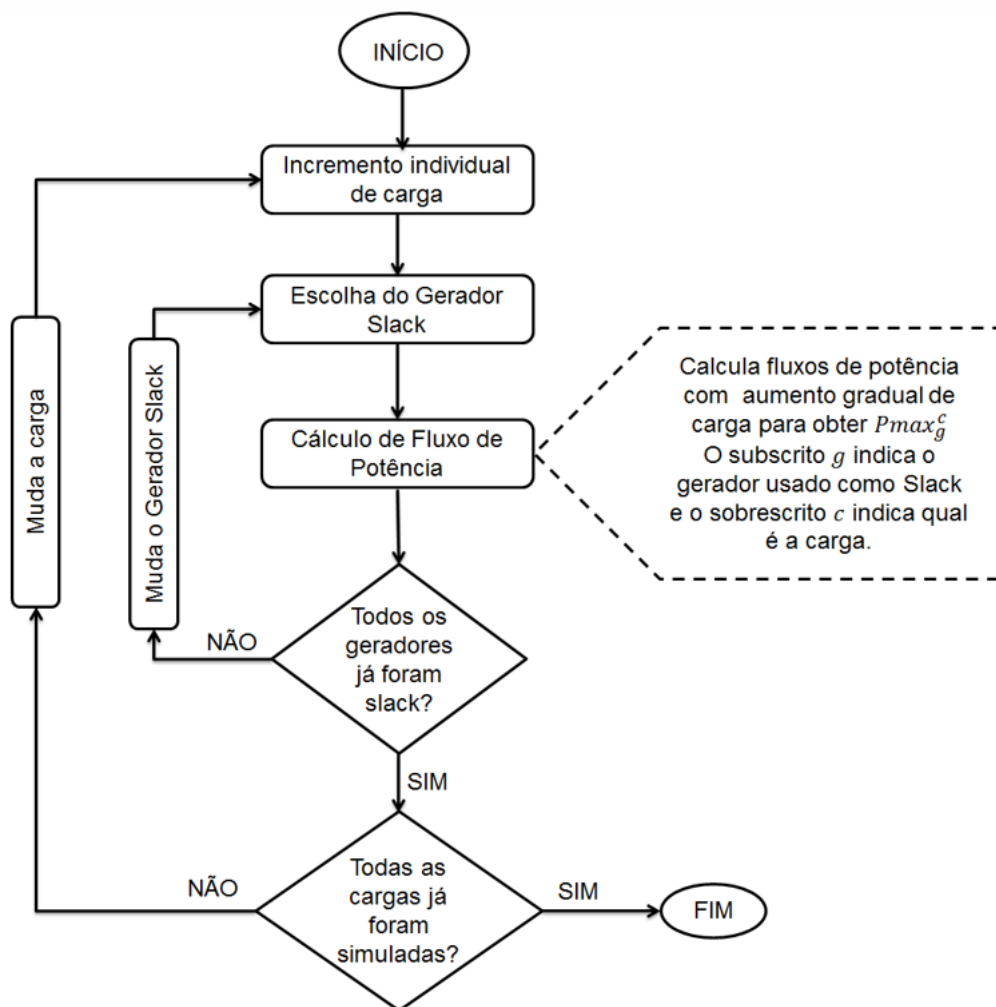 INÍCIO
Incremento individual
de carga
Escolha do Gerador
Slack
Cálculo de Fluxo de
Potência
Calcula fluxos de potência
com aumento gradual de
carga para obter $Pmax_g^c$
O subscrito $g$ indica o
gerador usado como Slack
e o sobrescrito $c$ indica qual
é a carga.
Muda a carga
Muda o Gerador Slack
Todos os
geradores
já foram
slack?
NÃO
SIM
Todas as
cargas já
foram
simuladas?
NÃO
SIM
FIM